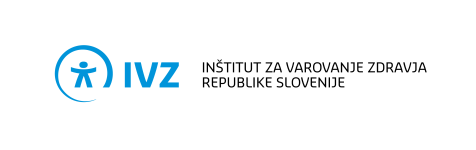 IVZ
INŠTITUT ZA VAROVANJE ZDRAVJA
REPUBLIKE SLOVENIJE